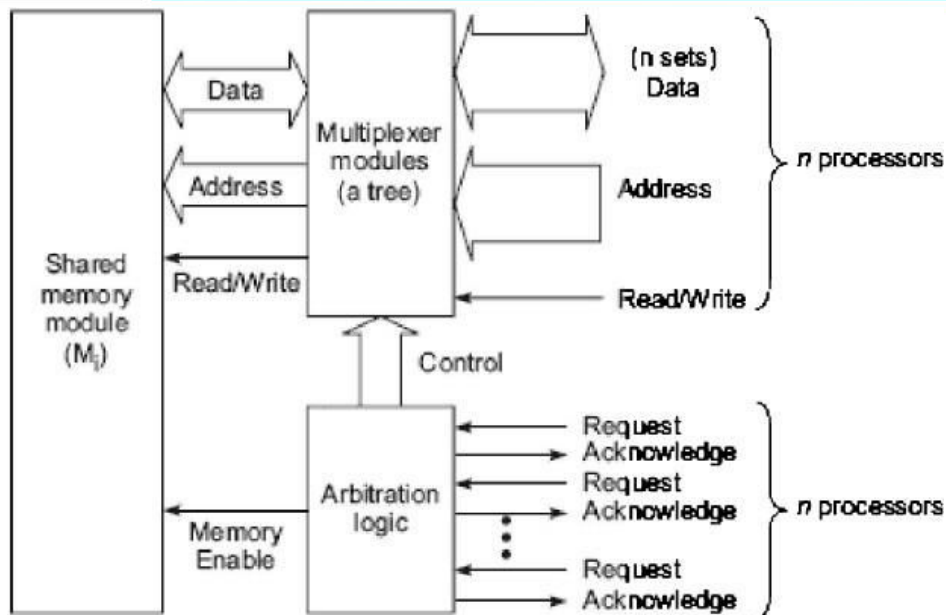 Shared
memory
module
(Mi)
Data
Address
Read/Write
Multiplexer
modules
(a tree)
(n sets)
Data
Address
Read/Write
n processors
Control
Memory
Enable
Arbitration
logic
Request
Acknowledge
Request
Acknowledge
Request
Acknowledge
n processors